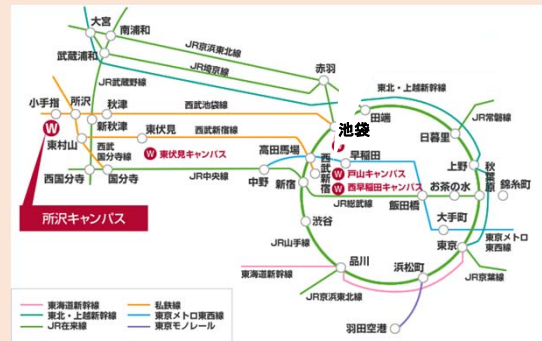 大宮
南浦和
武蔵浦和
JR京浜東北線
JR埼京線
JR武蔵野線
赤羽
東北・上越新幹線
JR常磐線
小手指
所沢
秋津
西武池袋線
新秋津
田端
池袋
日暮里
W
東村山
西武国分寺線
東伏見
西武新宿線
W 東伏見キャンパス
高田馬場
早稲田
上野
秋葉原
西武新宿
W 戸山キャンパス
W 西早稲田キャンパス
お茶の水
錦糸町
西国分寺
国分寺
JR中央線
中野
新宿
JR総武線
飯田橋
所沢キャンパス
渋谷
大手町
東京メトロ東西線
JR山手線
東京
品川
浜松町
東海道新幹線
JR京葉線
JR京浜東北線
羽田空港
東海道新幹線
私鉄線
東北・上越新幹線
東京メトロ東西線
JR在来線
東京モノレール